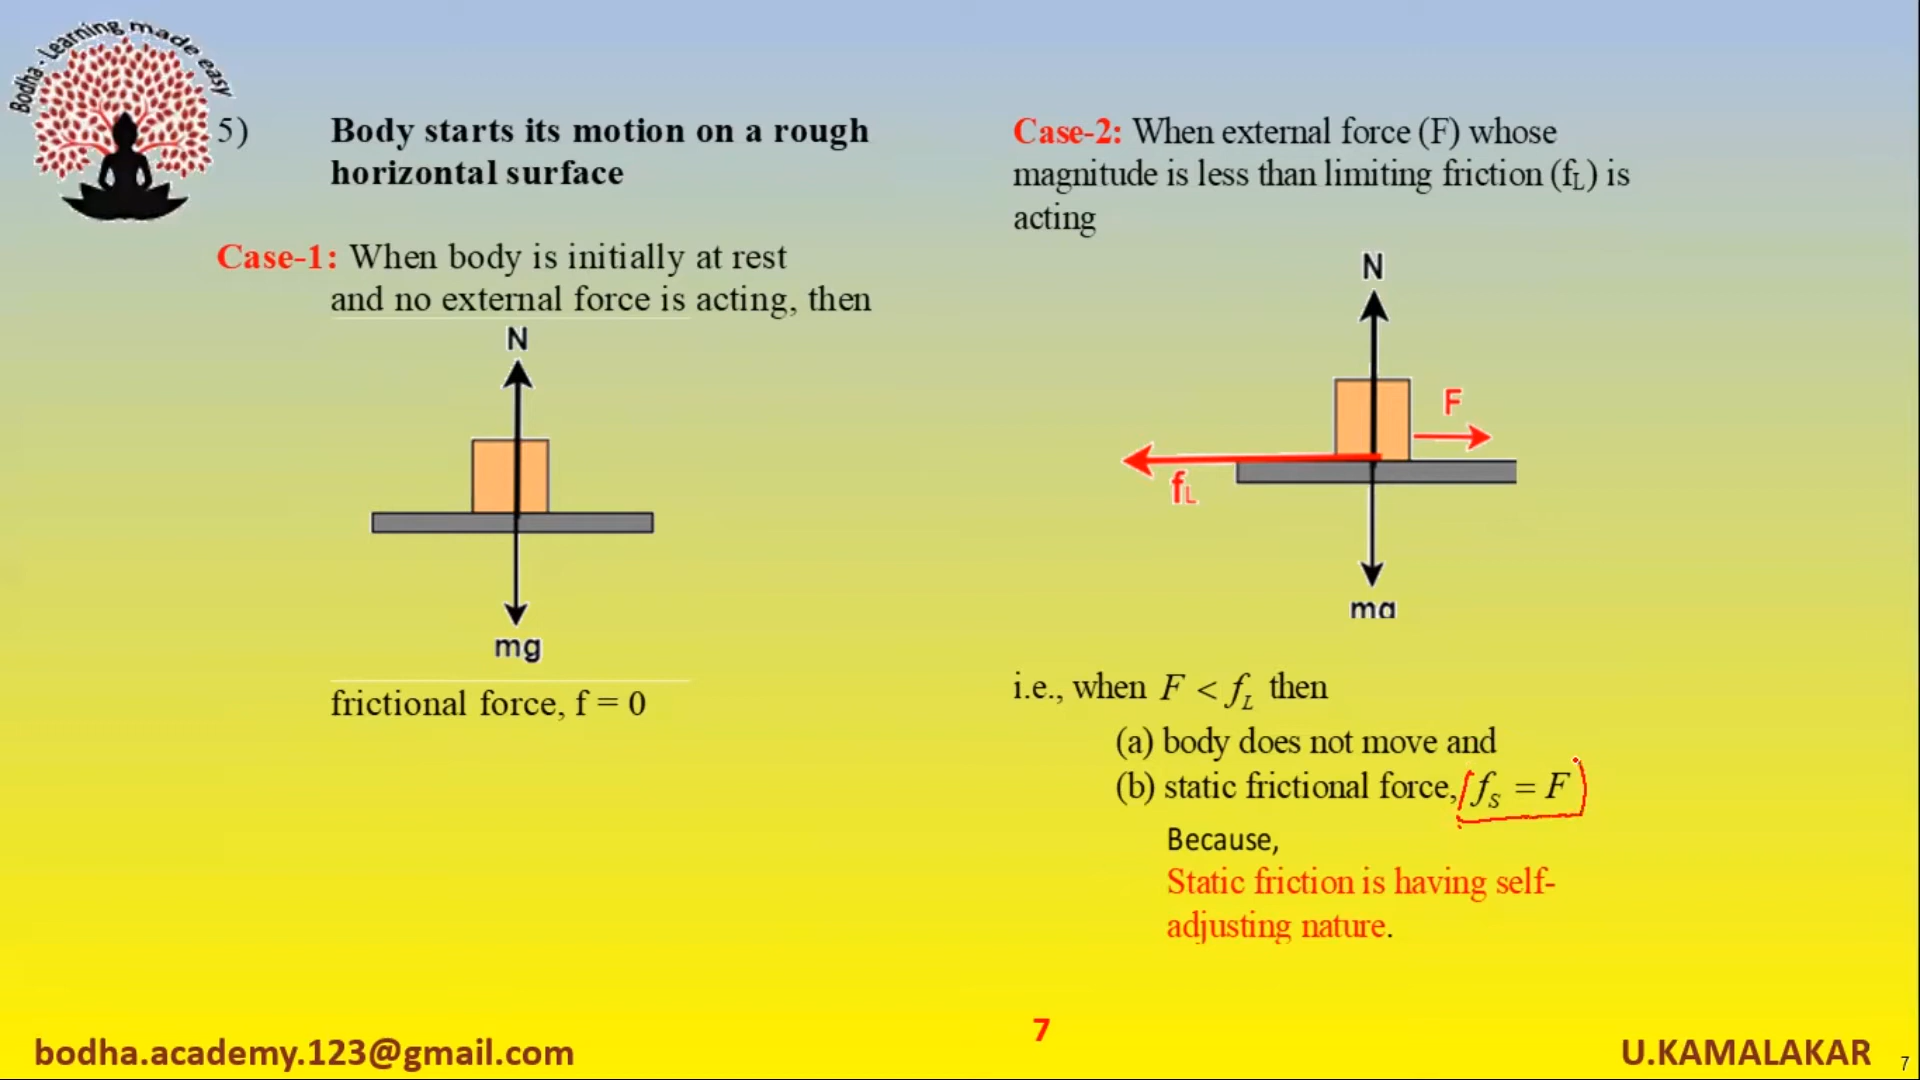 Bodha - Learning made easy
5) Body starts its motion on a rough
horizontal surface
Case-1: When body is initially at rest
and no external force is acting, then
N
mg
frictional force, f = 0
Case-2: When external force (F) whose
magnitude is less than limiting friction (fL) is
acting
N
F
fL
mg
i.e., when F < fL then
(a) body does not move and
(b) static frictional force, fS = F
Because,
Static friction is having self-
adjusting nature.
7
bodha.academy.123@gmail.com
U.KAMALAKAR
7